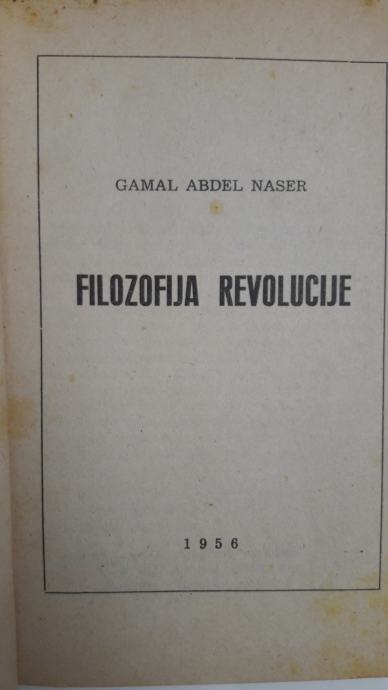 GAMAL ABDEL NASER
FILOZOFIJA REVOLUCIJE
1956